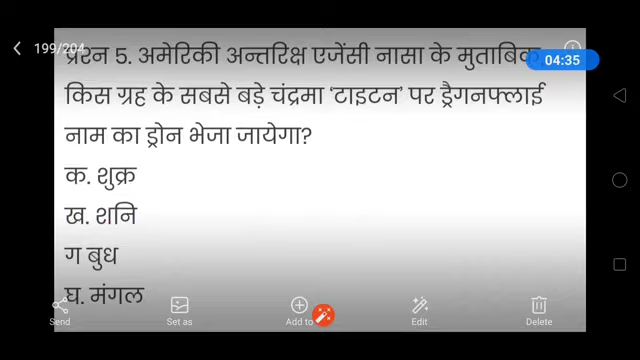 199/204
04:35
प्रश्न 5. अमेरिकी अन्तरिक्ष एजेंसी नासा के मुताबिक
किस ग्रह के सबसे बड़े चंद्रमा ‘टाइटन’ पर ड्रैगनफ्लाई
नाम का ड्रोन भेजा जायेगा?
क. शुक्र
ख. शनि
ग बुध
घ. मंगल
Send Set as Add to Edit Delete